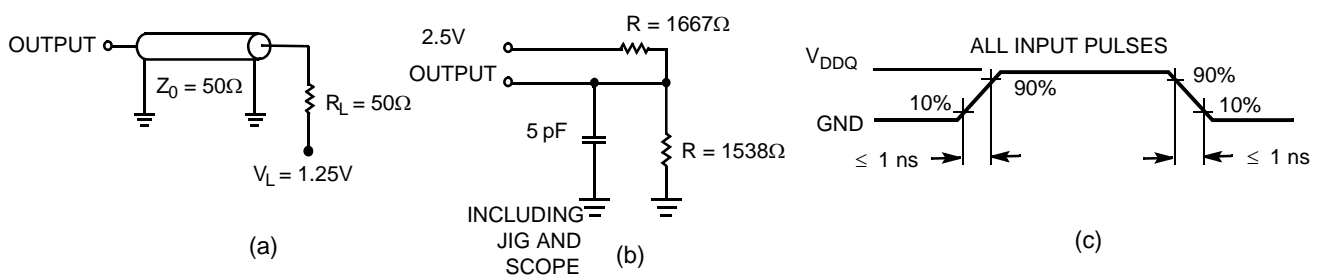 OUTPUT
Z0 = 50Ω
RL = 50Ω
VL = 1.25V
(a)
R = 1667Ω
2.5V
OUTPUT
5 pF
R = 1538Ω
INCLUDING
JIG AND
SCOPE
(b)
ALL INPUT PULSES
VDDQ
GND
10%
90%
90%
10%
≤ 1 ns
≤ 1 ns
(c)